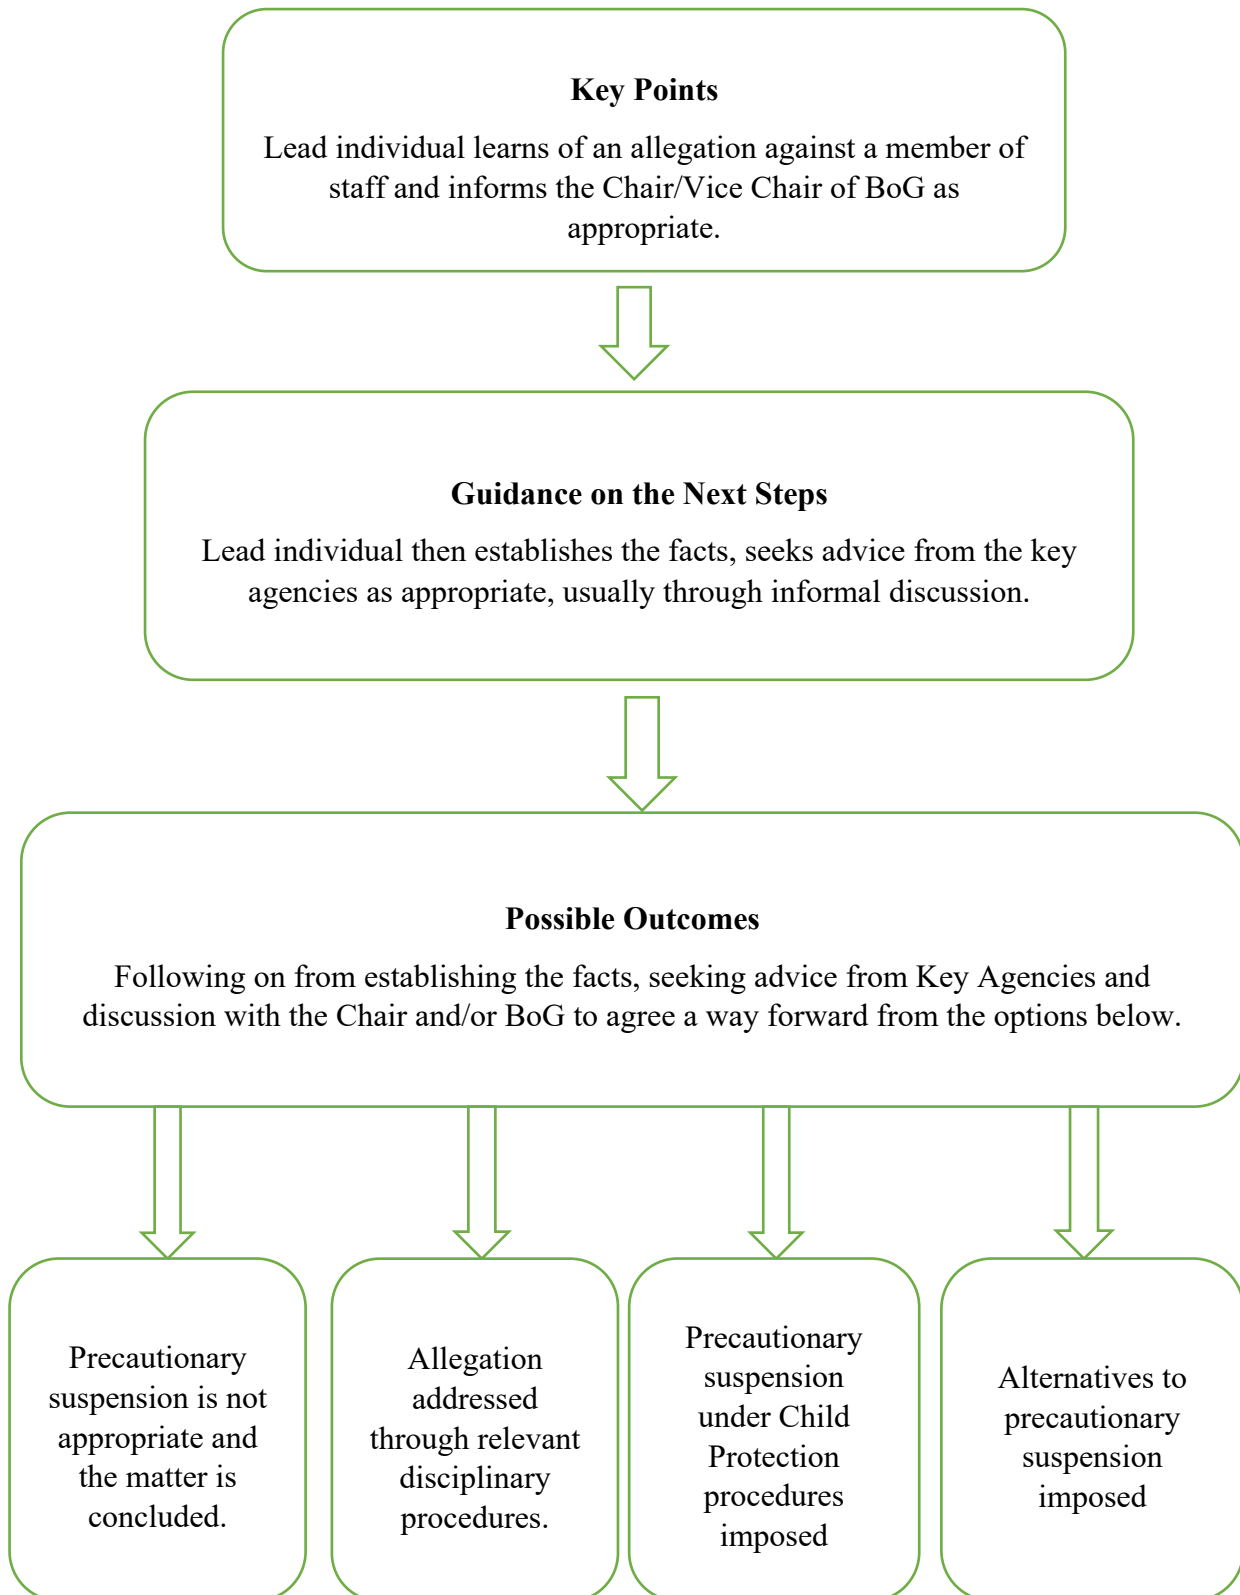 Key Points
Lead individual learns of an allegation against a member of
staff and informs the Chair/Vice Chair of BoG as
appropriate.
Guidance on the Next Steps
Lead individual then establishes the facts, seeks advice from the key
agencies as appropriate, usually through informal discussion.
Possible Outcomes
Following on from establishing the facts, seeking advice from Key Agencies and
discussion with the Chair and/or BoG to agree a way forward from the options below.
Precautionary
suspension is not
appropriate and
the matter is
concluded.
Allegation
addressed
through relevant
disciplinary
procedures.
Precautionary
suspension
under Child
Protection
procedures
imposed
Alternatives to
precautionary
suspension
imposed